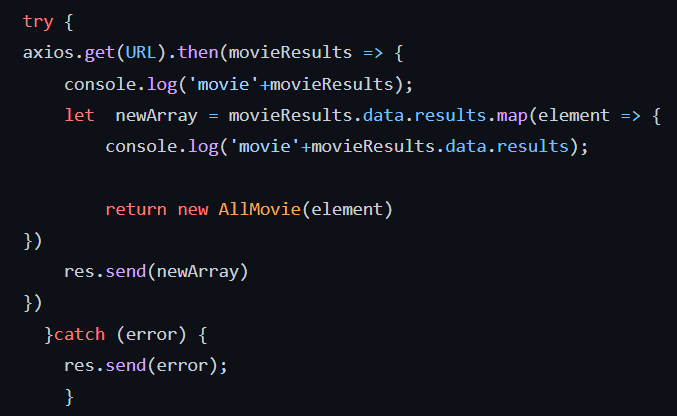 try {
axios.get(URL).then(movieResults => {
    console.log('movie'+movieResults);
    let  newArray = movieResults.data.results.map(element => {
        console.log('movie'+movieResults.data.results);

        return new AllMovie(element)
})
    res.send(newArray)
})
  }catch (error) {
    res.send(error);
    }